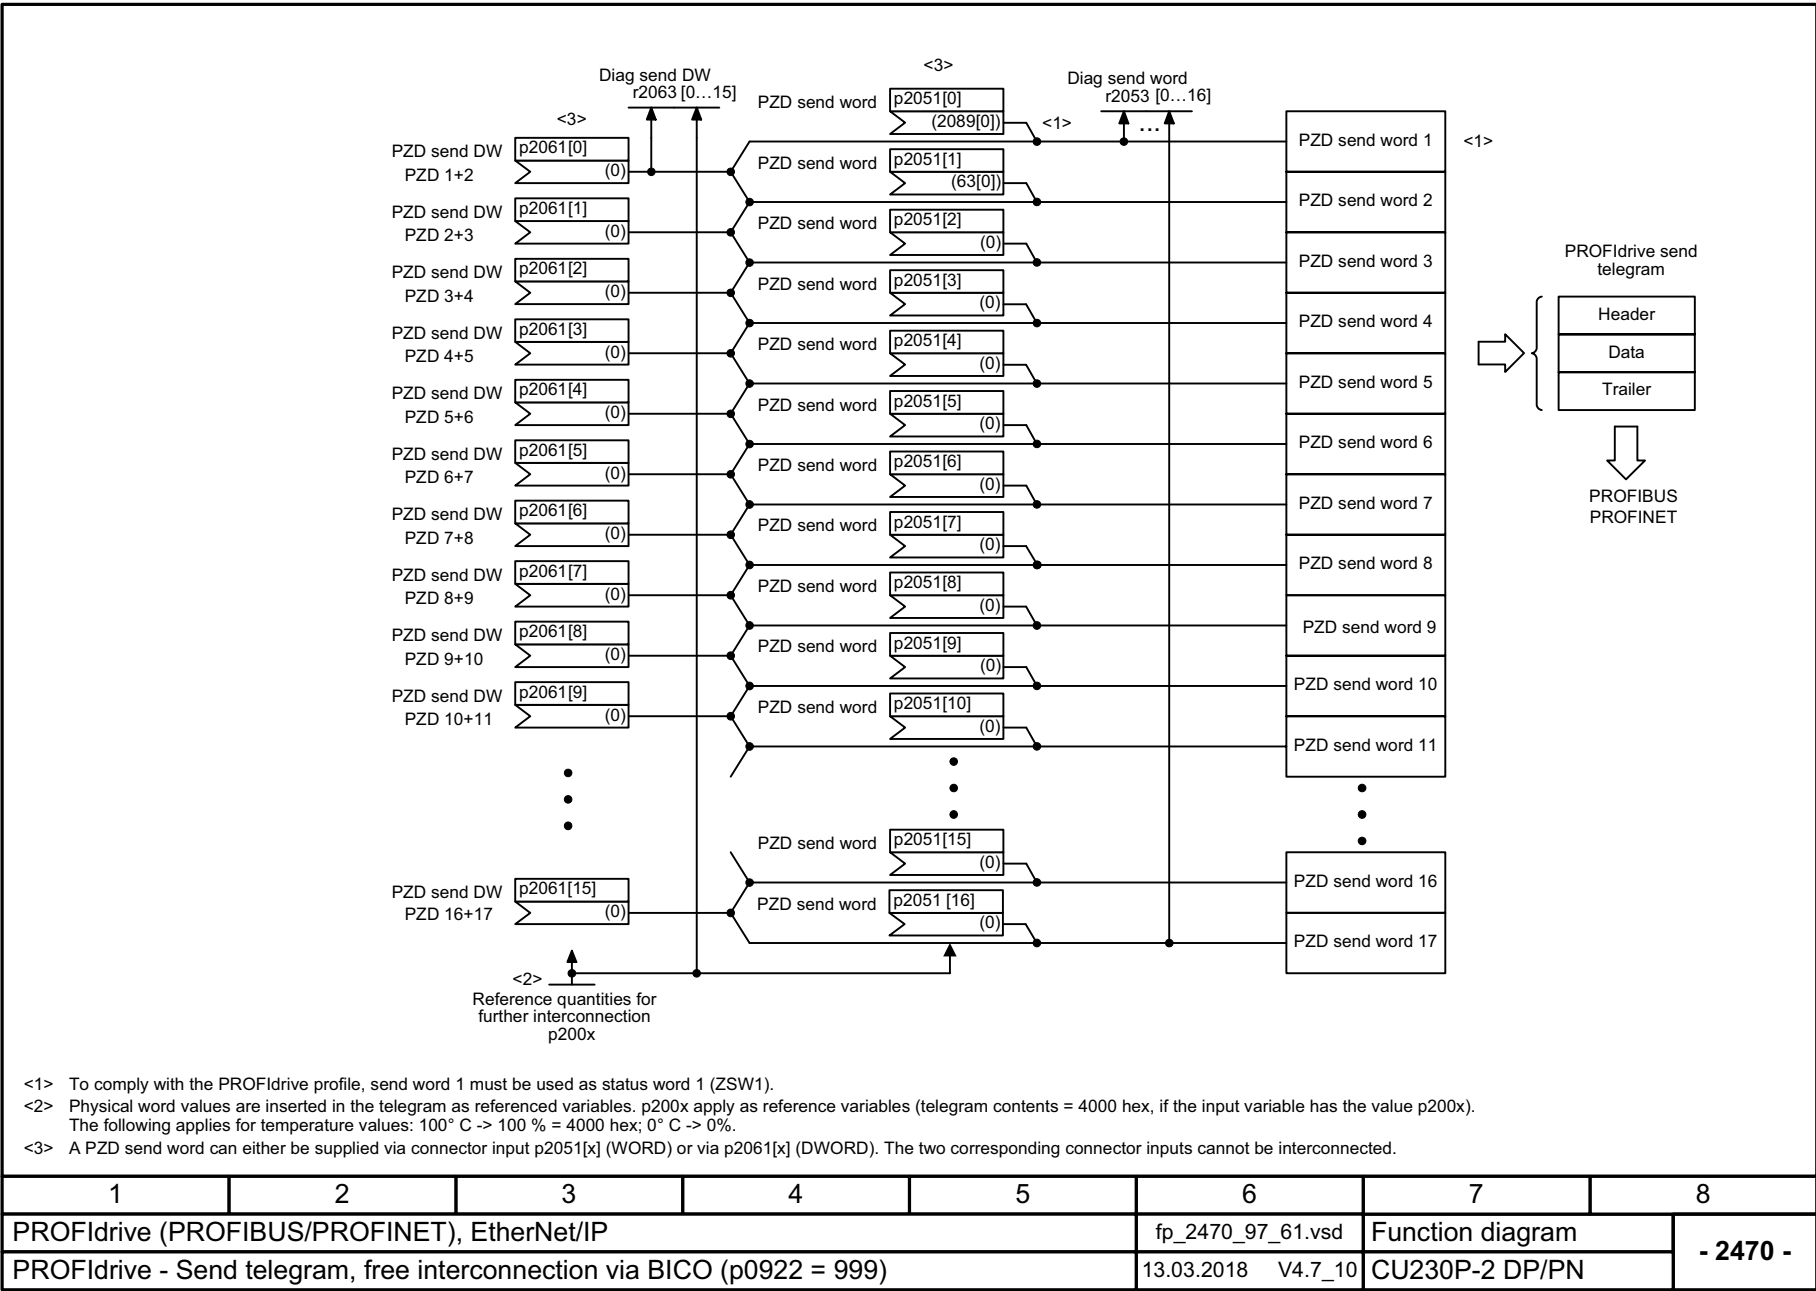 Diag send DW
r2063 [0…15]
<3>
<3>
Diag send word
r2053 [0…16]
...
PZD send word
p2051[0]
(2089[0])
<1>
PZD send word 1
<1>
PZD send DW
PZD 1+2
p2061[0]
(0)
PZD send word
p2051[1]
(63[0])
PZD send word 2
PZD send DW
PZD 2+3
p2061[1]
(0)
PZD send word
p2051[2]
(0)
PZD send word 3
PZD send DW
PZD 3+4
p2061[2]
(0)
PZD send word
p2051[3]
(0)
PZD send word 4
PZD send DW
PZD 4+5
p2061[3]
(0)
PZD send word
p2051[4]
(0)
PZD send word 5
PZD send DW
PZD 5+6
p2061[4]
(0)
PZD send word
p2051[5]
(0)
PZD send word 6
PZD send DW
PZD 6+7
p2061[5]
(0)
PZD send word
p2051[6]
(0)
PZD send word 7
PZD send DW
PZD 7+8
p2061[6]
(0)
PZD send word
p2051[7]
(0)
PZD send word 8
PZD send DW
PZD 8+9
p2061[7]
(0)
PZD send word
p2051[8]
(0)
PZD send word 9
PZD send DW
PZD 9+10
p2061[8]
(0)
PZD send word
p2051[9]
(0)
PZD send word 10
PZD send DW
PZD 10+11
p2061[9]
(0)
PZD send word
p2051[10]
(0)
PZD send word 11
PZD send word
p2051[15]
(0)
PZD send word 16
PZD send DW
PZD 16+17
p2061[15]
(0)
PZD send word
p2051 [16]
(0)
PZD send word 17
PROFIdrive send
telegram
Header
Data
Trailer
PROFIBUS
PROFINET
<2>
Reference quantities for
further interconnection
p200x
<1> To comply with the PROFIdrive profile, send word 1 must be used as status word 1 (ZSW1).
<2> Physical word values are inserted in the telegram as referenced variables. p200x apply as reference variables (telegram contents = 4000 hex, if the input variable has the value p200x).
The following applies for temperature values: 100° C -> 100 % = 4000 hex; 0° C -> 0%.
<3> A PZD send word can either be supplied via connector input p2051[x] (WORD) or via p2061[x] (DWORD). The two corresponding connector inputs cannot be interconnected.
1 2 3 4 5 6 7 8
PROFIdrive (PROFIBUS/PROFINET), EtherNet/IP
fp_2470_97_61.vsd
Function diagram
- 2470 -
PROFIdrive - Send telegram, free interconnection via BICO (p0922 = 999)
13.03.2018 V4.7_10
CU230P-2 DP/PN